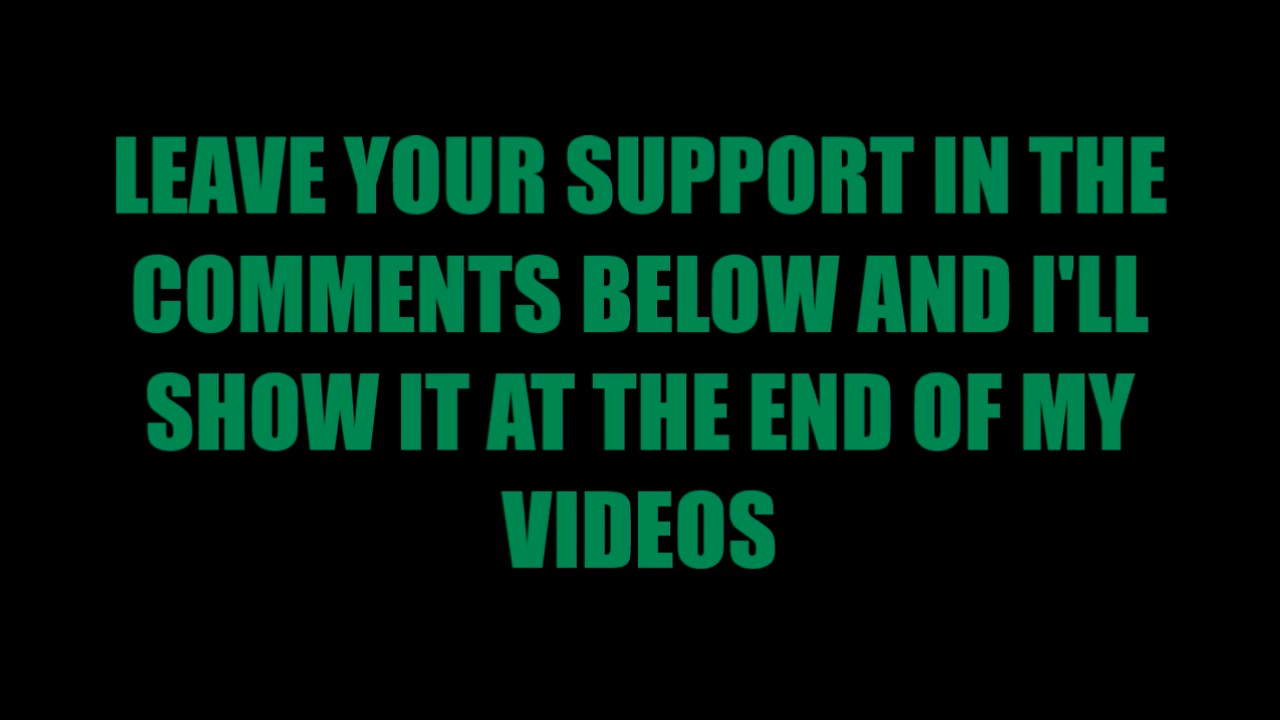 LEAVE YOUR SUPPORT IN THE
COMMENTS BELOW AND I'LL
SHOW IT AT THE END OF MY
VIDEOS